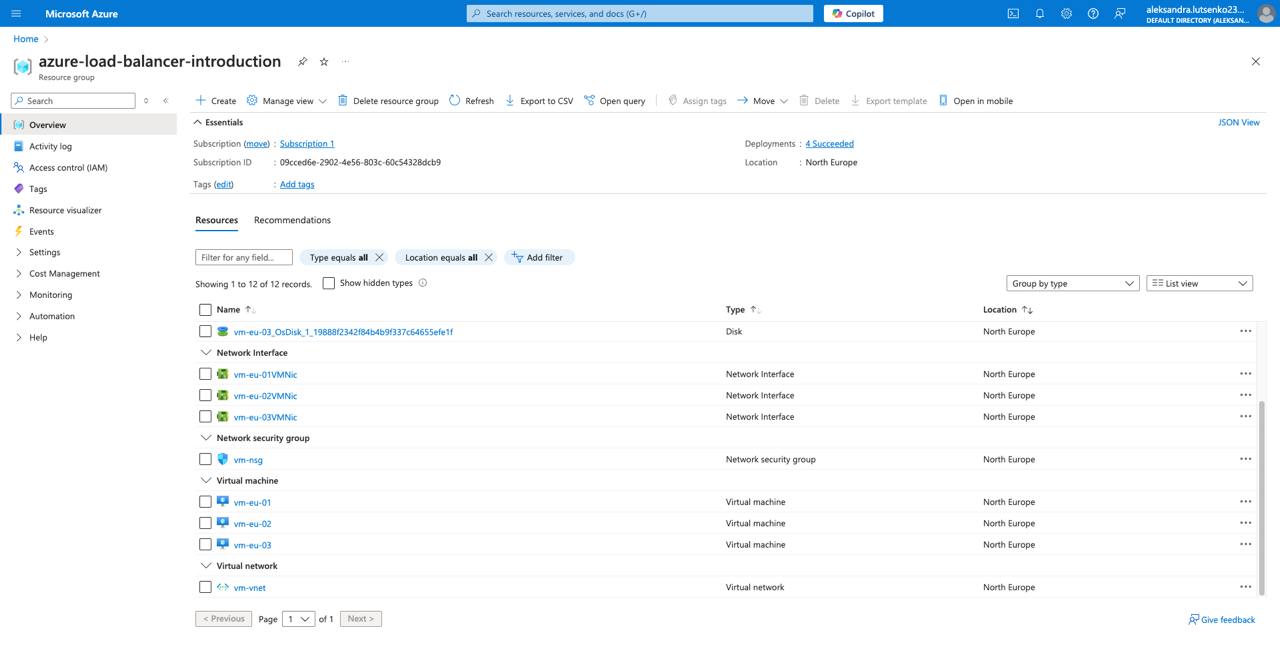 Microsoft Azure
Search resources, services, and docs (G+/)
Copilot
aleksandra.lutsenko23...
DEFAULT DIRECTORY (ALEKSAN...
Home
azure-load-balancer-introduction
Resource group
Search
Create Manage view Delete resource group Refresh Export to CSV Open query Assign tags Move Delete Export template Open in mobile
Overview
Activity log
Access control (IAM)
Tags
Resource visualizer
Events
Settings
Cost Management
Monitoring
Automation
Help
Essentials
JSON View
Subscription (move) : Subscription 1
Deployments : 4 Succeeded
Subscription ID : 09cced6e-2902-4e56-803c-60c54328dcb9
Location : North Europe
Tags (edit) : Add tags
Resources Recommendations
Filter for any field... Type equals all Location equals all Add filter
Showing 1 to 12 of 12 records. Show hidden types
Group by type List view
Name Type Location
vm-eu-03_OsDisk_1_19888f2342f84b4b9f337c64655efe1f Disk North Europe
Network Interface
vm-eu-01VMNic Network Interface North Europe
vm-eu-02VMNic Network Interface North Europe
vm-eu-03VMNic Network Interface North Europe
Network security group
vm-nsg Network security group North Europe
Virtual machine
vm-eu-01 Virtual machine North Europe
vm-eu-02 Virtual machine North Europe
vm-eu-03 Virtual machine North Europe
Virtual network
vm-vnet Virtual network North Europe
< Previous Page 1 of 1 Next >
Give feedback